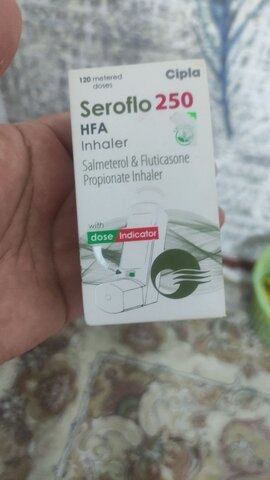 120 metered
doses
Cipla
Seroflo 250
HFA
Inhaler
Salmeterol & Fluticasone
Propionate Inhaler
with
dose Indicator